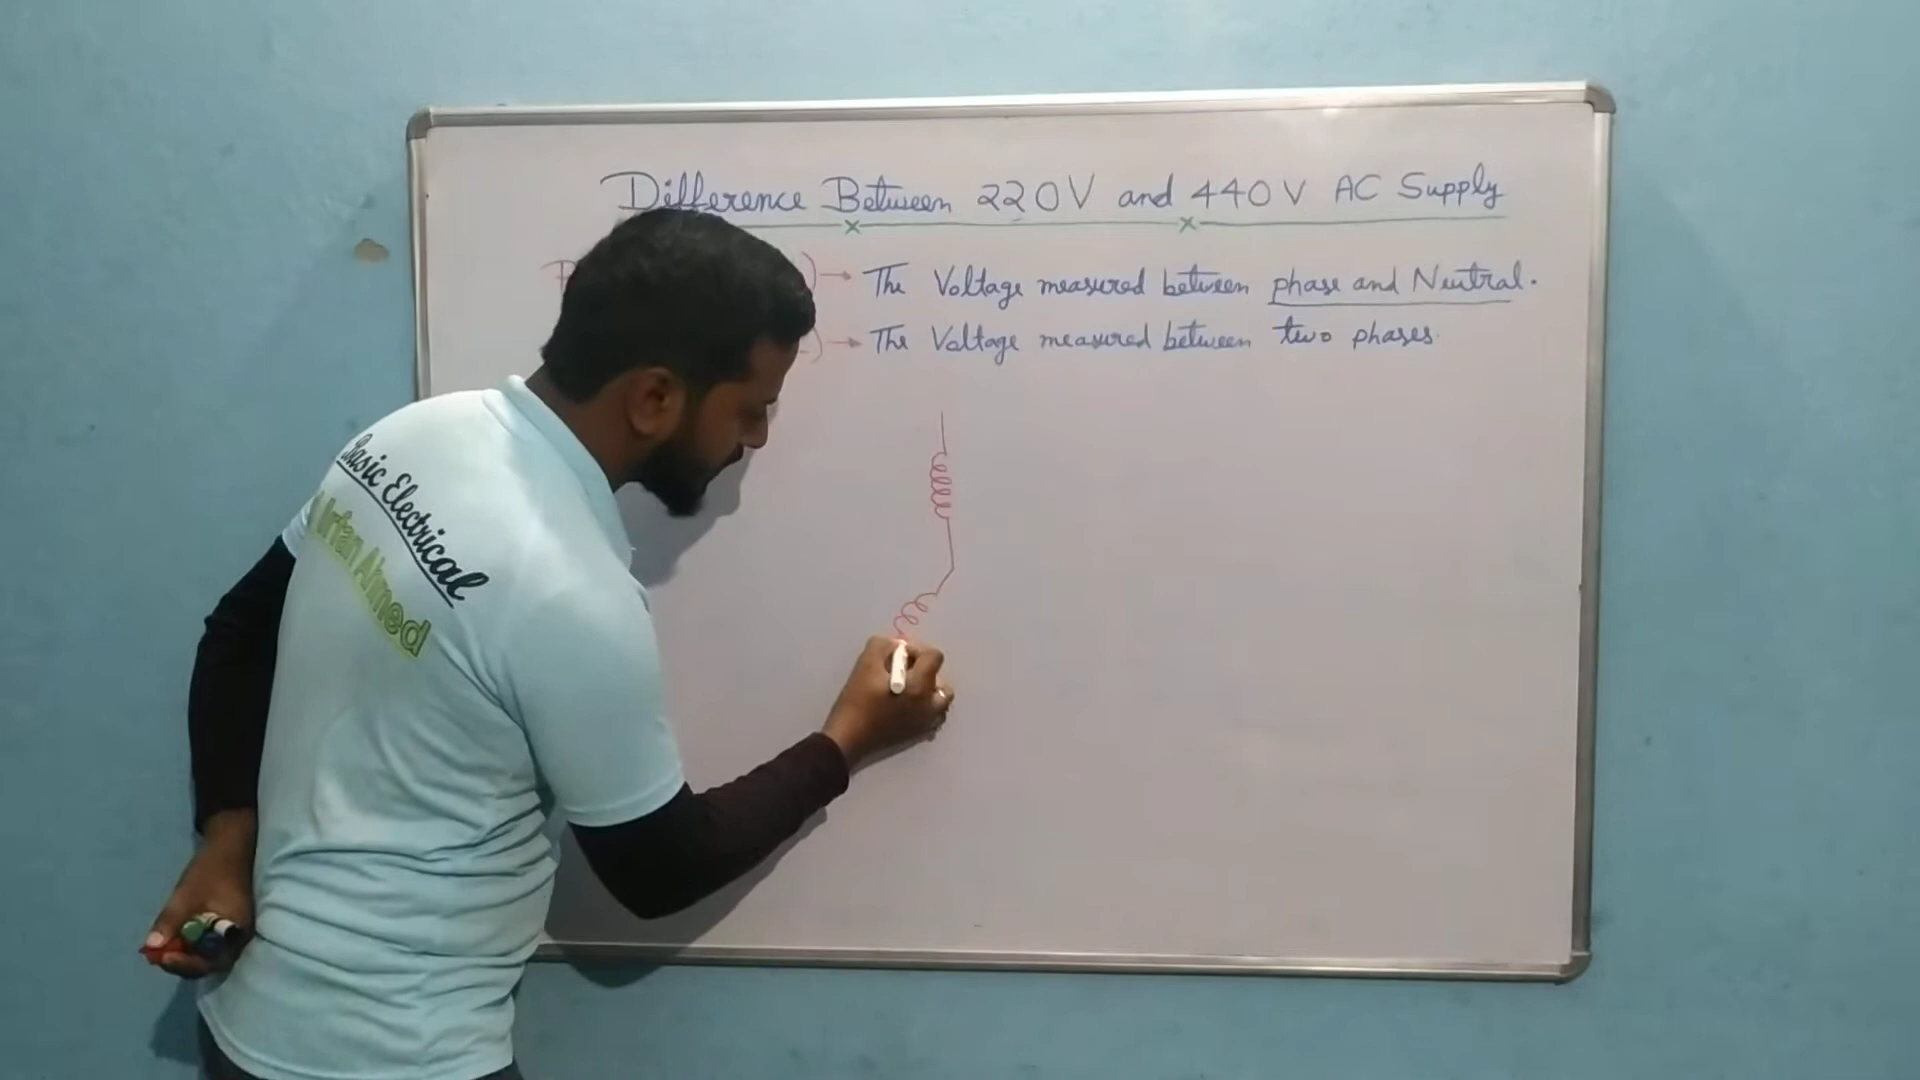 Difference Between 220V and 440V AC Supply
The Voltage measured between phase and Neutral.
The Voltage measured between two phases.
Basic Electrical
Irfan Ahmed